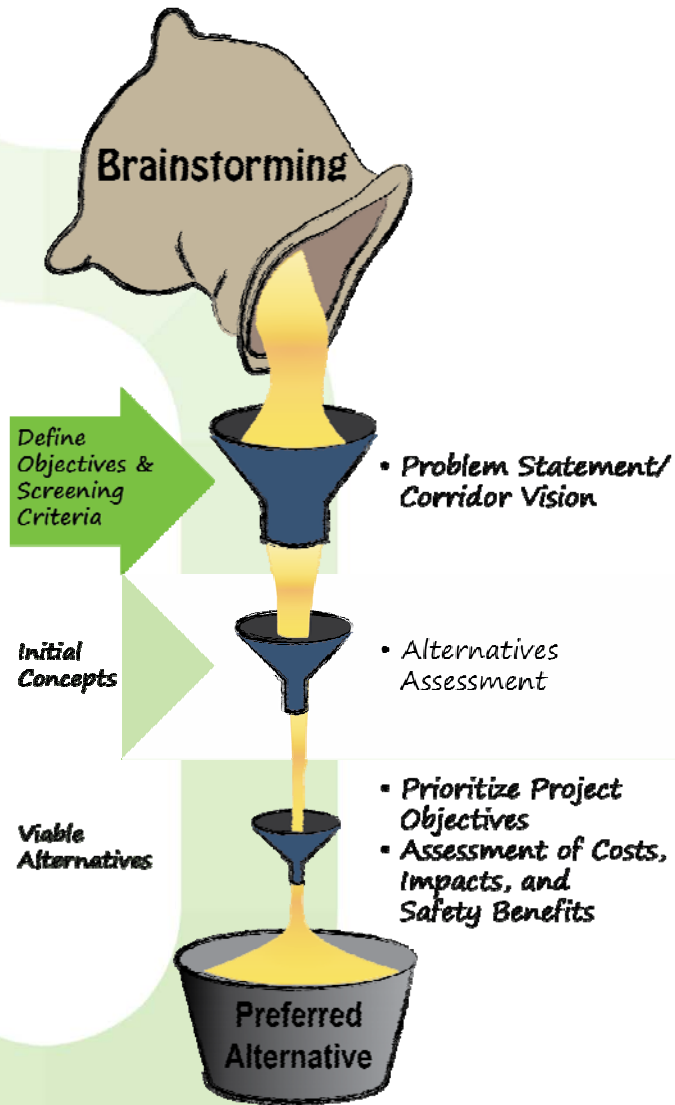 Brainstorming
Define
Objectives &
Screening
Criteria
• Problem Statement/
Corridor Vision
Initial
Concepts
• Alternatives
Assessment
Viable
Alternatives
• Prioritize Project
Objectives
• Assessment of Costs,
Impacts, and
Safety Benefits
Preferred
Alternative